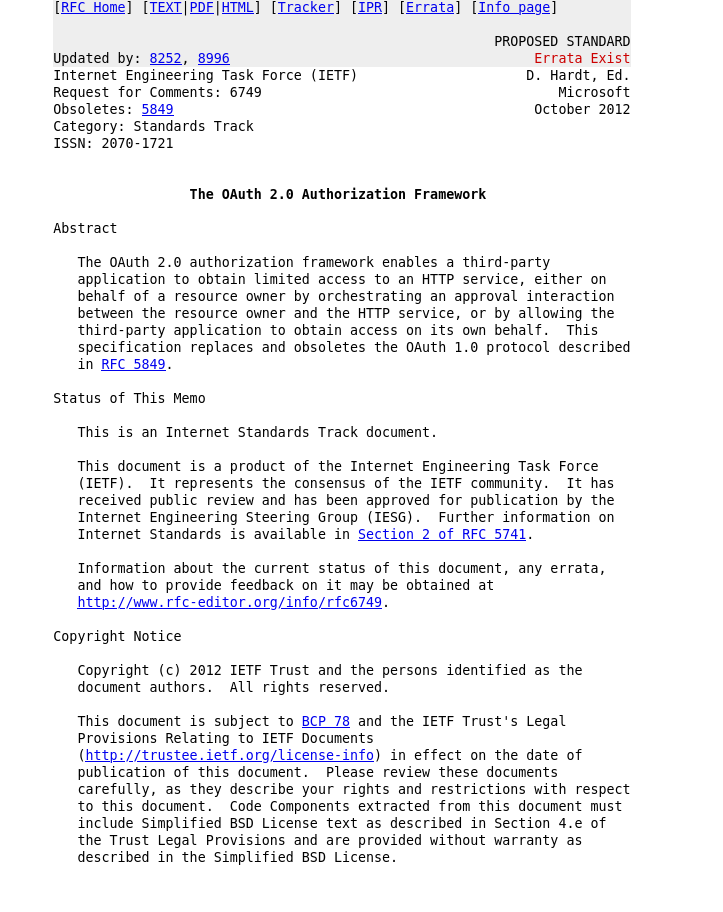 [RFC Home] [TEXT|PDF|HTML] [Tracker] [IPR] [Errata] [Info page]
PROPOSED STANDARD
Updated by: 8252, 8996 Errata Exist
Internet Engineering Task Force (IETF) D. Hardt, Ed.
Request for Comments: 6749 Microsoft
Obsoletes: 5849 October 2012
Category: Standards Track
ISSN: 2070-1721
The OAuth 2.0 Authorization Framework
Abstract
The OAuth 2.0 authorization framework enables a third-party
application to obtain limited access to an HTTP service, either on
behalf of a resource owner by orchestrating an approval interaction
between the resource owner and the HTTP service, or by allowing the
third-party application to obtain access on its own behalf. This
specification replaces and obsoletes the OAuth 1.0 protocol described
in RFC 5849.
Status of This Memo
This is an Internet Standards Track document.
This document is a product of the Internet Engineering Task Force
(IETF). It represents the consensus of the IETF community. It has
received public review and has been approved for publication by the
Internet Engineering Steering Group (IESG). Further information on
Internet Standards is available in Section 2 of RFC 5741.
Information about the current status of this document, any errata,
and how to provide feedback on it may be obtained at
http://www.rfc-editor.org/info/rfc6749.
Copyright Notice
Copyright (c) 2012 IETF Trust and the persons identified as the
document authors. All rights reserved.
This document is subject to BCP 78 and the IETF Trust's Legal
Provisions Relating to IETF Documents
(http://trustee.ietf.org/license-info) in effect on the date of
publication of this document. Please review these documents
carefully, as they describe your rights and restrictions with respect
to this document. Code Components extracted from this document must
include Simplified BSD License text as described in Section 4.e of
the Trust Legal Provisions and are provided without warranty as
described in the Simplified BSD License.